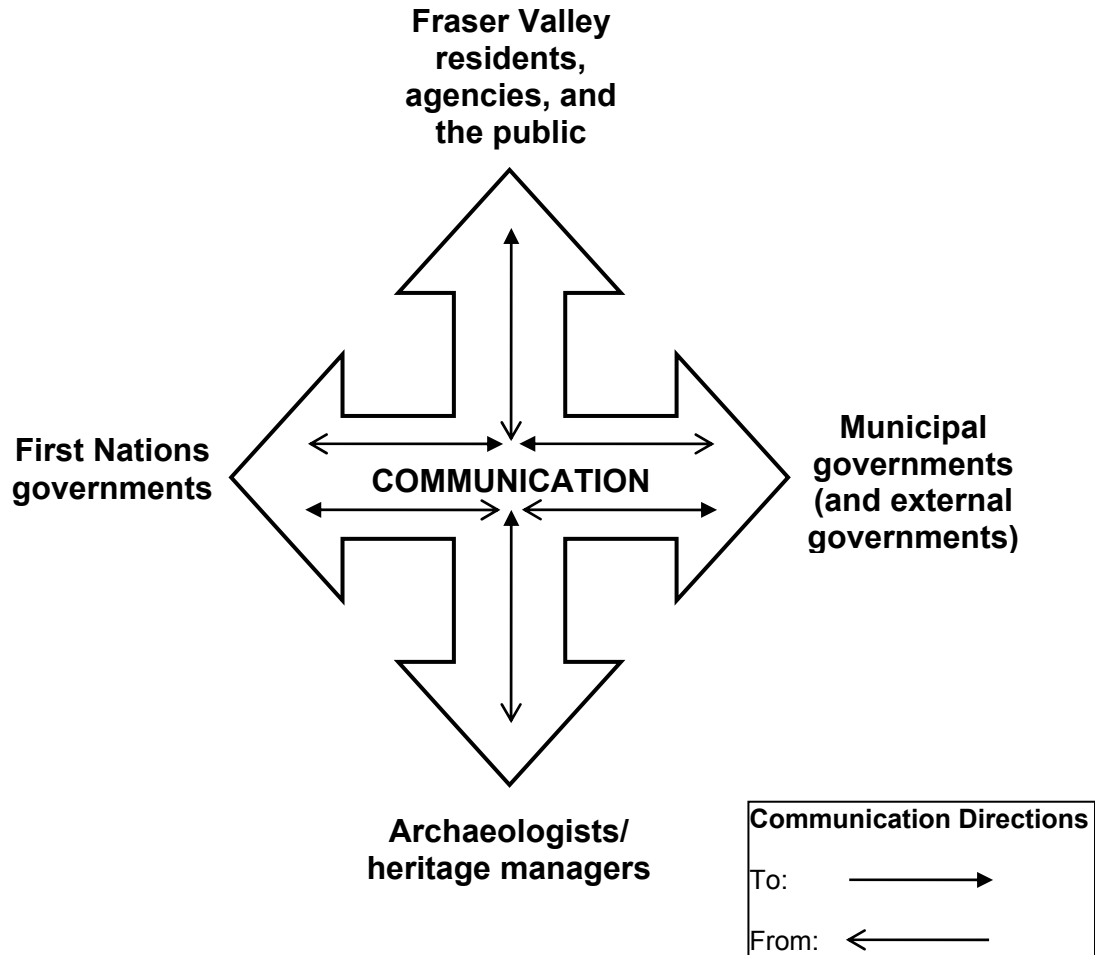 Fraser Valley
residents,
agencies, and
the public
First Nations
governments
COMMUNICATION
Municipal
governments
(and external
governments)
Archaeologists/
heritage managers
Communication Directions
To:
From: